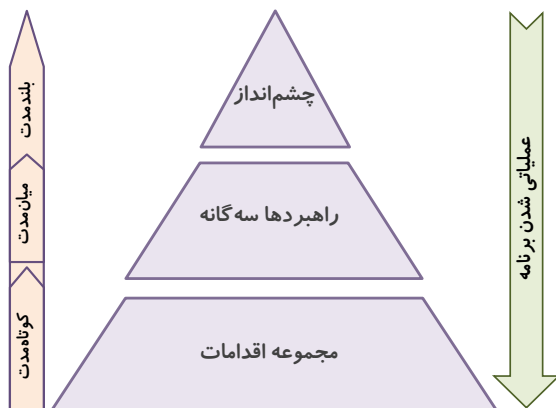 چشم‌انداز
راهبردها سه‌گانه
مجموعه اقدامات
عملیاتی شدن برنامه
بلندمدت
میان‌مدت
کوتاه‌مدت